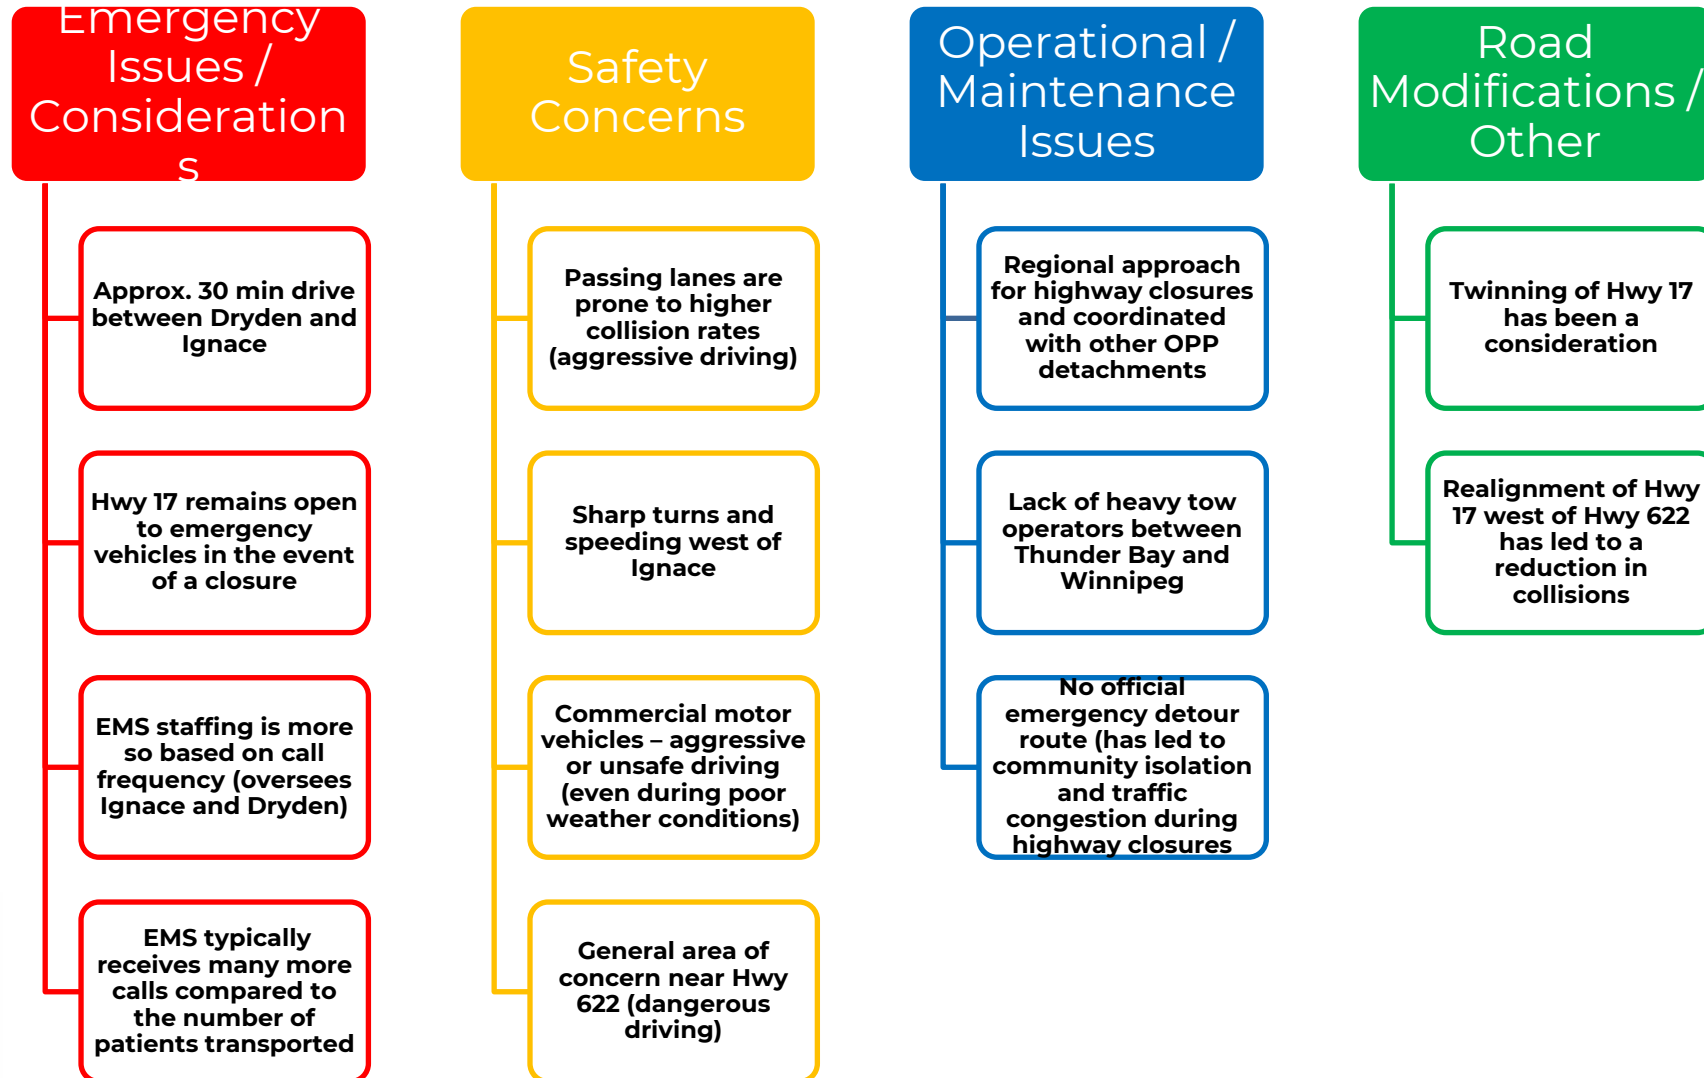 Emergency
Issues /
Consideration
s
Approx. 30 min drive
between Dryden and
Ignace
Hwy 17 remains open
to emergency
vehicles in the event
of a closure
EMS staffing is more
so based on call
frequency (oversees
Ignace and Dryden)
EMS typically
receives many more
calls compared to
the number of
patients transported
Safety
Concerns
Passing lanes are
prone to higher
collision rates
(aggressive driving)
Sharp turns and
speeding west of
Ignace
Commercial motor
vehicles – aggressive
or unsafe driving
(even during poor
weather conditions)
General area of
concern near Hwy
622 (dangerous
driving)
Operational /
Maintenance
Issues
Regional approach
for highway closures
and coordinated
with other OPP
detachments
Lack of heavy tow
operators between
Thunder Bay and
Winnipeg
No official
emergency detour
route (has led to
community isolation
and traffic
congestion during
highway closures
Road
Modifications /
Other
Twinning of Hwy 17
has been a
consideration
Realignment of Hwy
17 west of Hwy 622
has led to a
reduction in
collisions